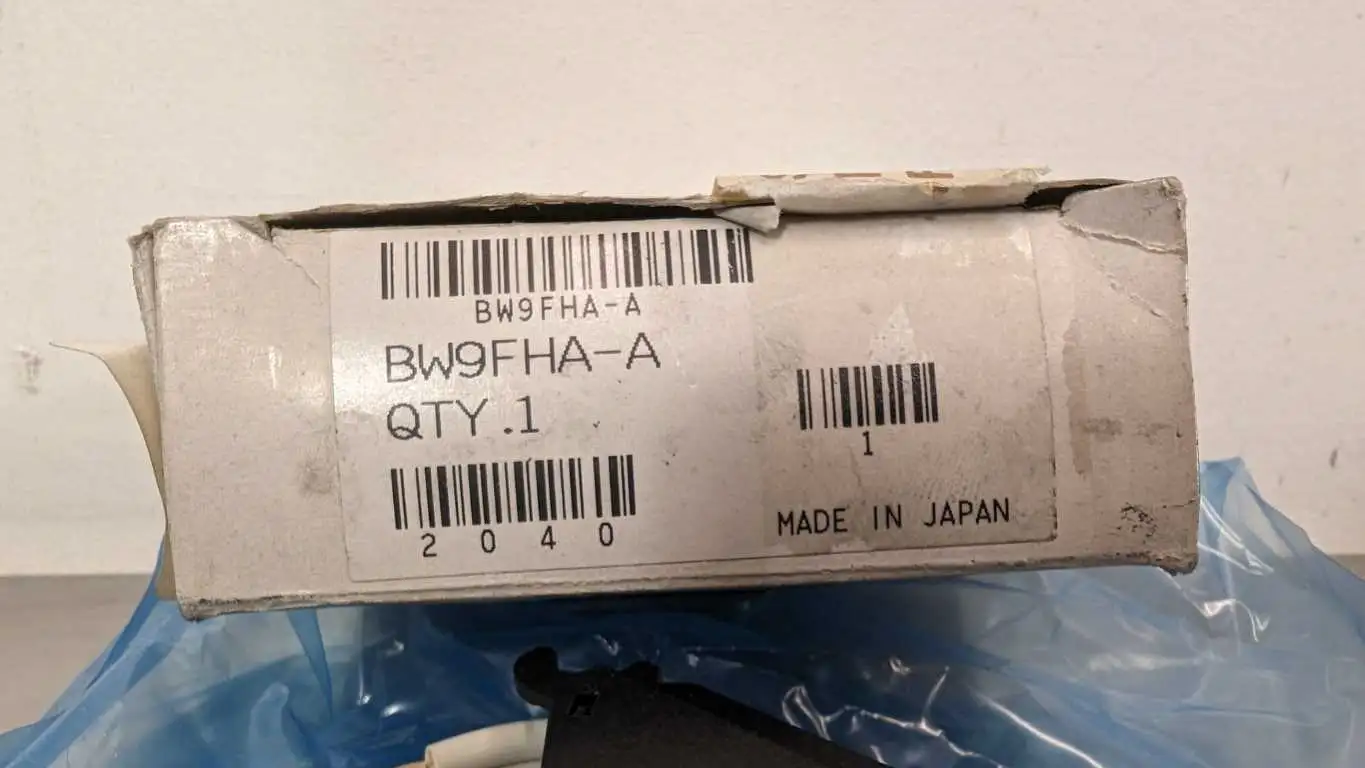 BW9FHA-A
BW9FHA-A
QTY.1
2040
1
MADE IN JAPAN